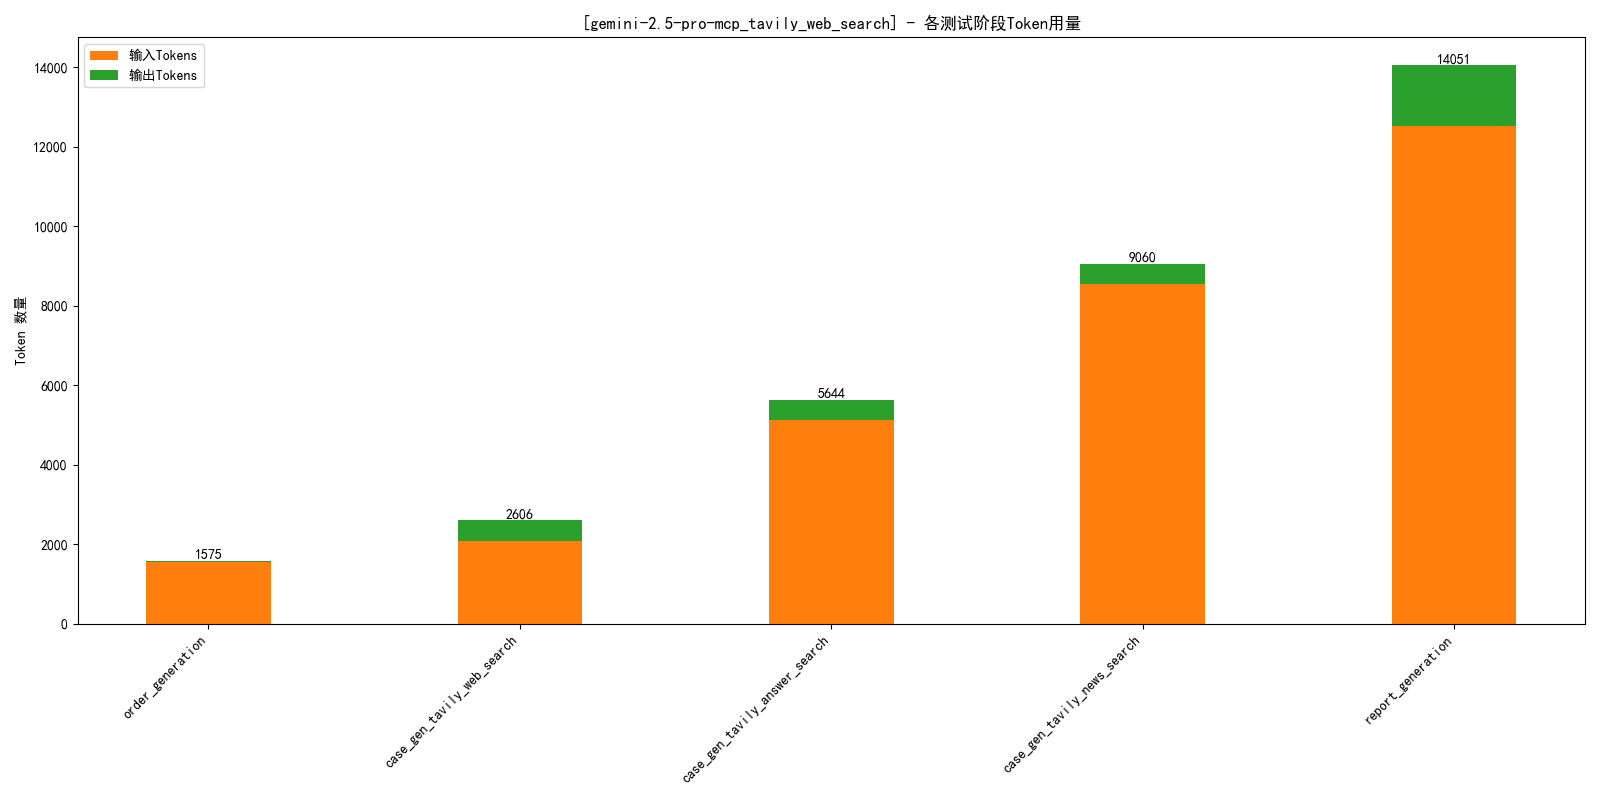 [gemini-2.5-pro-mcp_tavily_web_search] - 各测试阶段Token用量
输入Tokens
输出Tokens
Token 数量
14000
12000
10000
8000
6000
4000
2000
0
1575
2606
5644
9060
14051
order_generation
case_gen_tavily_web_search
case_gen_tavily_answer_search
case_gen_tavily_news_search
report_generation